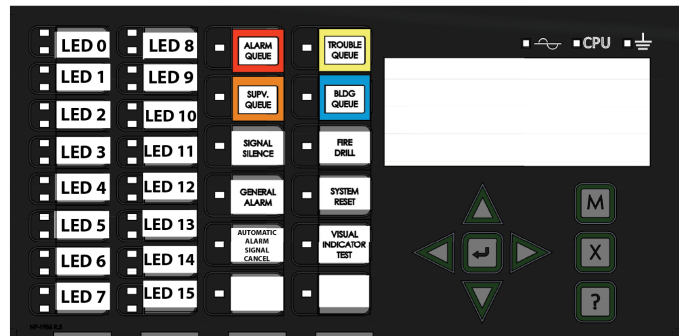 LED 0
LED 1
LED 2
LED 3
LED 4
LED 5
LED 6
LED 7
LED 8
LED 9
LED 10
LED 11
LED 12
LED 13
LED 14
LED 15
ALARM
QUEUE
SUPV.
QUEUE
SIGNAL
SILENCE
GENERAL
ALARM
AUTOMATIC
ALARM
SIGNAL
CANCEL
TROUBLE
QUEUE
BLDG
QUEUE
FIRE
DRILL
SYSTEM
RESET
VISUAL
INDICATOR
TEST
CPU
M
X
?